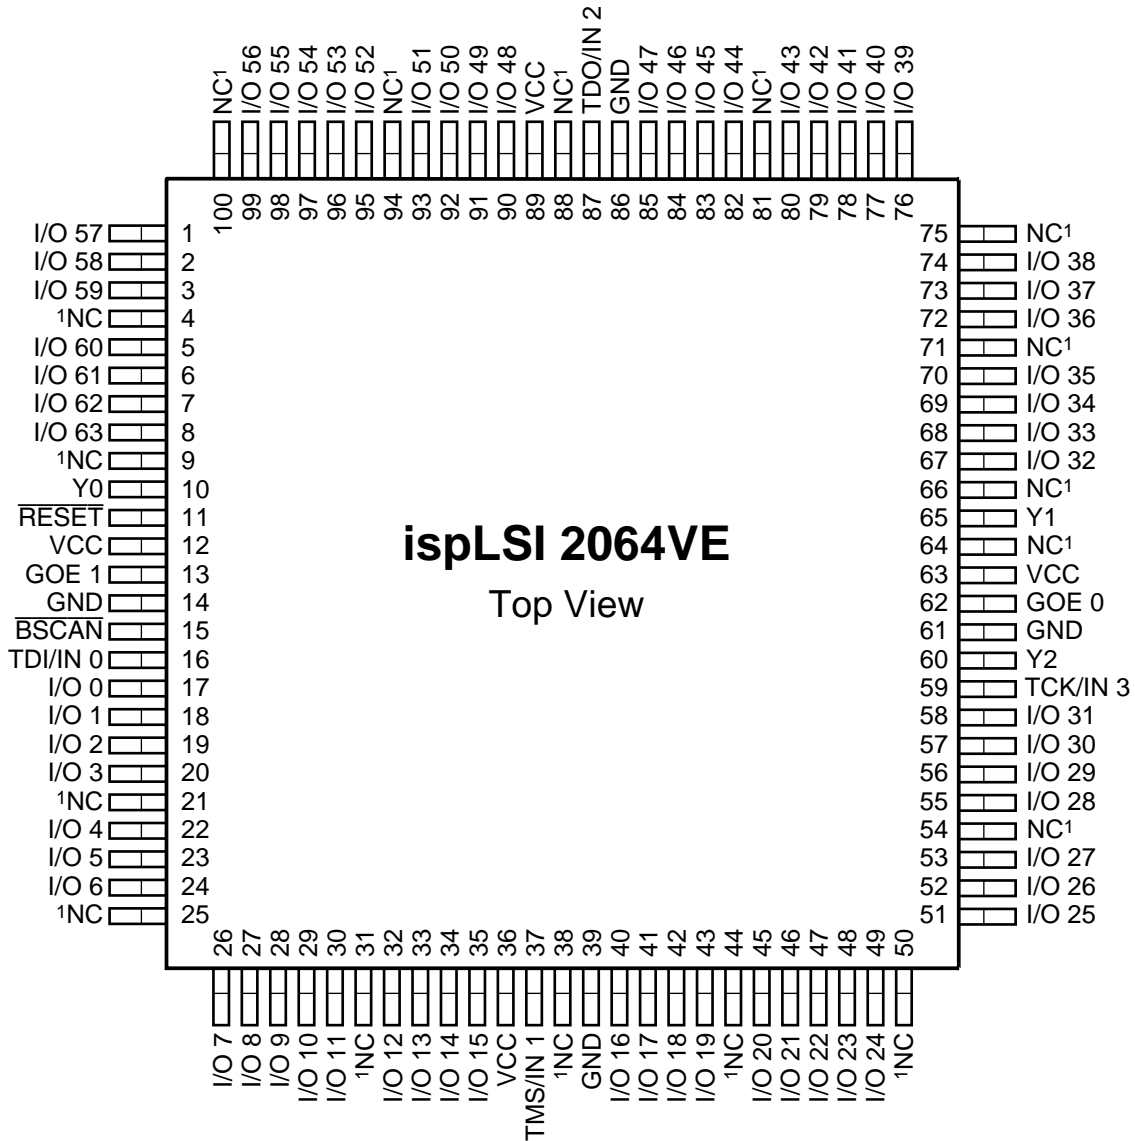 NC¹
I/O 56
I/O 55
I/O 54
I/O 53
I/O 52
NC¹
I/O 51
I/O 50
I/O 49
I/O 48
VCC
NC¹
TDO/IN 2
GND
I/O 47
I/O 46
I/O 45
I/O 44
NC¹
I/O 43
I/O 42
I/O 41
I/O 40
I/O 39
100
99
98
97
96
95
94
93
92
91
90
89
88
87
86
85
84
83
82
81
80
79
78
77
76
I/O 57 1
I/O 58 2
I/O 59 3
¹NC 4
I/O 60 5
I/O 61 6
I/O 62 7
I/O 63 8
¹NC 9
Y0 10
RESET 11
VCC 12
GOE 1 13
GND 14
BSCAN 15
TDI/IN 0 16
I/O 0 17
I/O 1 18
I/O 2 19
I/O 3 20
¹NC 21
I/O 4 22
I/O 5 23
I/O 6 24
¹NC 25
ispLSI 2064VE
Top View
75 NC¹
74 I/O 38
73 I/O 37
72 I/O 36
71 NC¹
70 I/O 35
69 I/O 34
68 I/O 33
67 I/O 32
66 NC¹
65 Y1
64 NC¹
63 VCC
62 GOE 0
61 GND
60 Y2
59 TCK/IN 3
58 I/O 31
57 I/O 30
56 I/O 29
55 I/O 28
54 NC¹
53 I/O 27
52 I/O 26
51 I/O 25
26
27
28
29
30
31
32
33
34
35
36
37
38
39
40
41
42
43
44
45
46
47
48
49
50
I/O 7
I/O 8
I/O 9
I/O 10
I/O 11
¹NC
I/O 12
I/O 13
I/O 14
I/O 15
VCC
TMS/IN 1
¹NC
GND
I/O 16
I/O 17
I/O 18
I/O 19
¹NC
I/O 20
I/O 21
I/O 22
I/O 23
I/O 24
¹NC